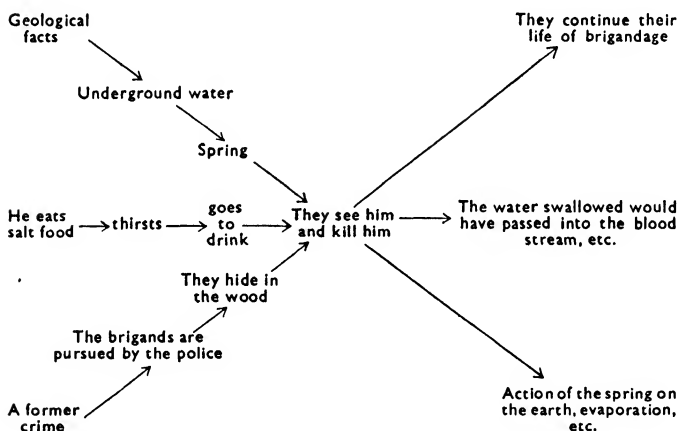 Geological
facts
They continue their
life of brigandage
Underground water
Spring
He eats
salt food
thirsts
goes
to
drink
They see him
and kill him
The water swallowed would
have passed into the blood
stream, etc.
They hide in
the wood
The brigands are
pursued by the police
A former
crime
Action of the spring on
the earth, evaporation,
etc.